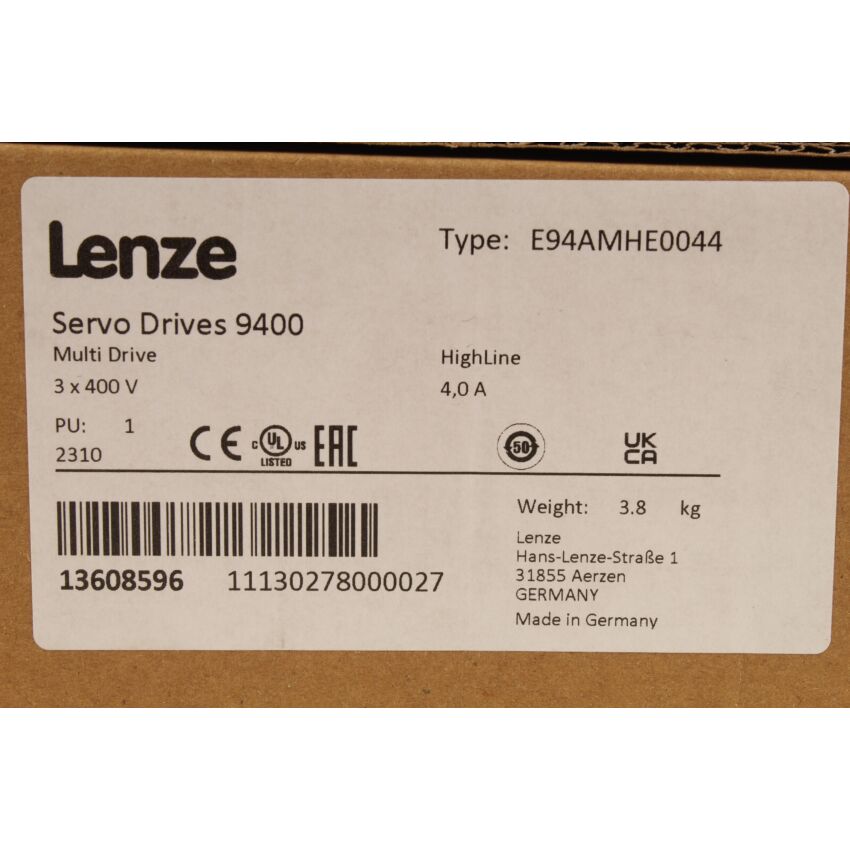 Lenze
Type: E94AMHE0044
Servo Drives 9400
Multi Drive
HighLine
3 x 400 V
4,0 A
PU: 1
2310
CE
c UL us
LISTED
EAC
50
UK
CA
13608596 11130278000027
Weight: 3.8 kg
Lenze
Hans-Lenze-Straße 1
31855 Aerzen
GERMANY
Made in Germany